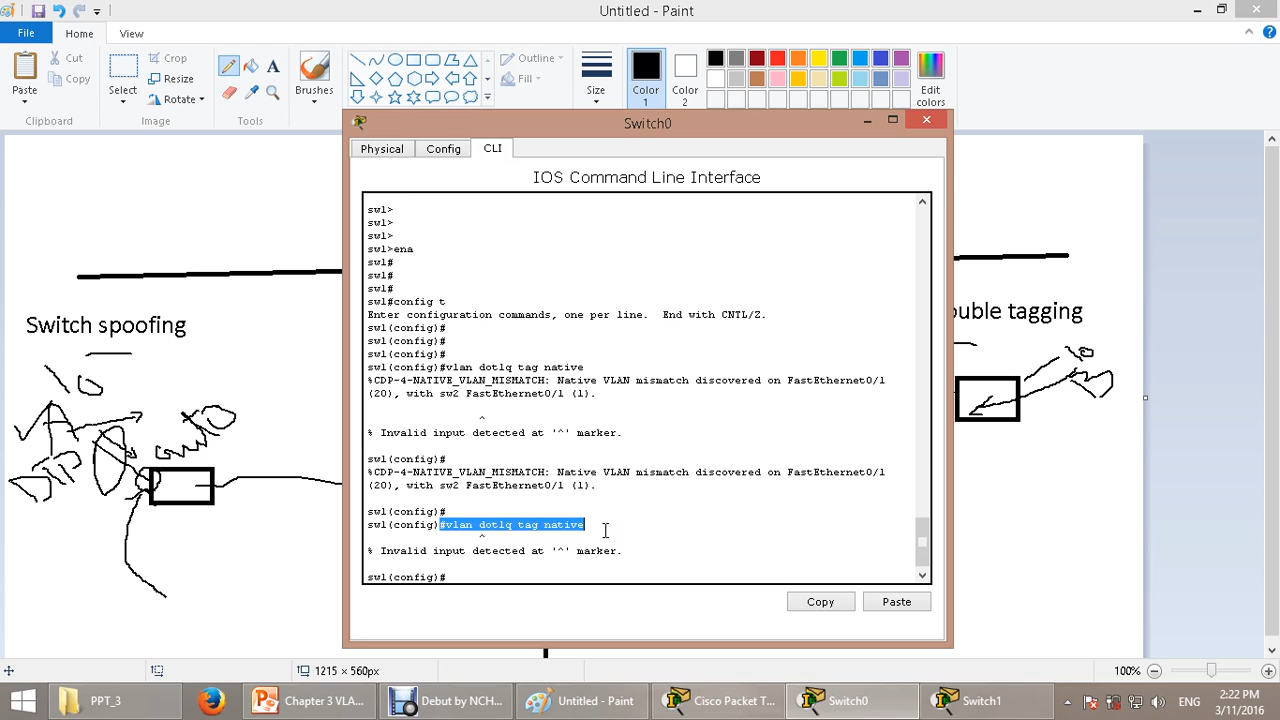 Untitled - Paint
File
Home
View
Paste
Cut
Copy
Clipboard
Select
Crop
Resize
Rotate
Image
Tools
Brushes
Shapes
Outline
Fill
Size
Color 1
Color 2
Edit colors
Switch0
Physical
Config
CLI
IOS Command Line Interface
sw1>
sw1>
sw1>
sw1>ena
sw1#
sw1#
sw1#
sw1#config t
Enter configuration commands, one per line. End with CNTL/Z.
sw1(config)#
sw1(config)#
sw1(config)#
sw1(config)#vlan dot1q tag native
%CDP-4-NATIVE_VLAN_MISMATCH: Native VLAN mismatch discovered on FastEthernet0/1
(20), with sw2 FastEthernet0/1 (1).
^
% Invalid input detected at '^' marker.
sw1(config)#
%CDP-4-NATIVE_VLAN_MISMATCH: Native VLAN mismatch discovered on FastEthernet0/1
(20), with sw2 FastEthernet0/1 (1).
sw1(config)#
sw1(config)#vlan dot1q tag native
^
% Invalid input detected at '^' marker.
sw1(config)#
Copy
Paste
Switch spoofing
ouble tagging
10
1215 × 560px
100%
PPT_3
Chapter 3 VLA...
Debut by NCH...
Untitled - Paint
Cisco Packet T...
Switch0
Switch1
ENG
2:22 PM
3/11/2016